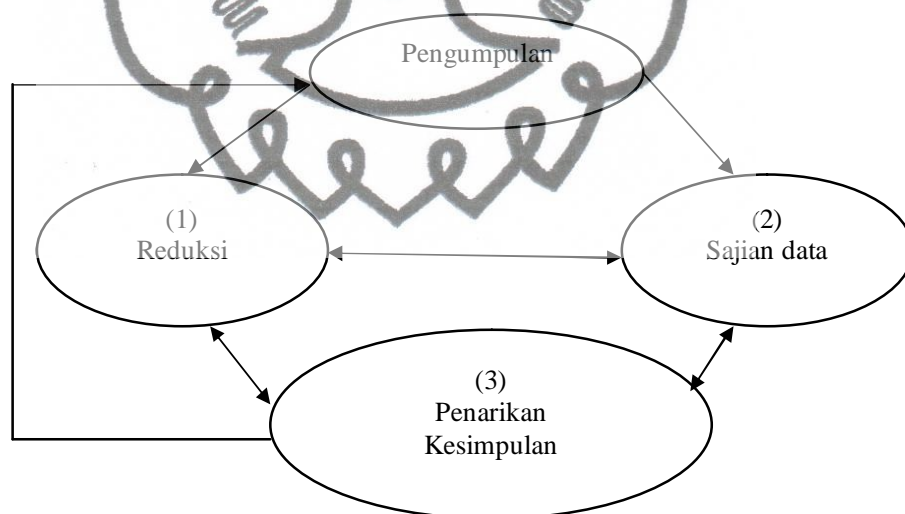 Pengumpulan
(1)
Reduksi
(2)
Sajian data
(3)
Penarikan
Kesimpulan